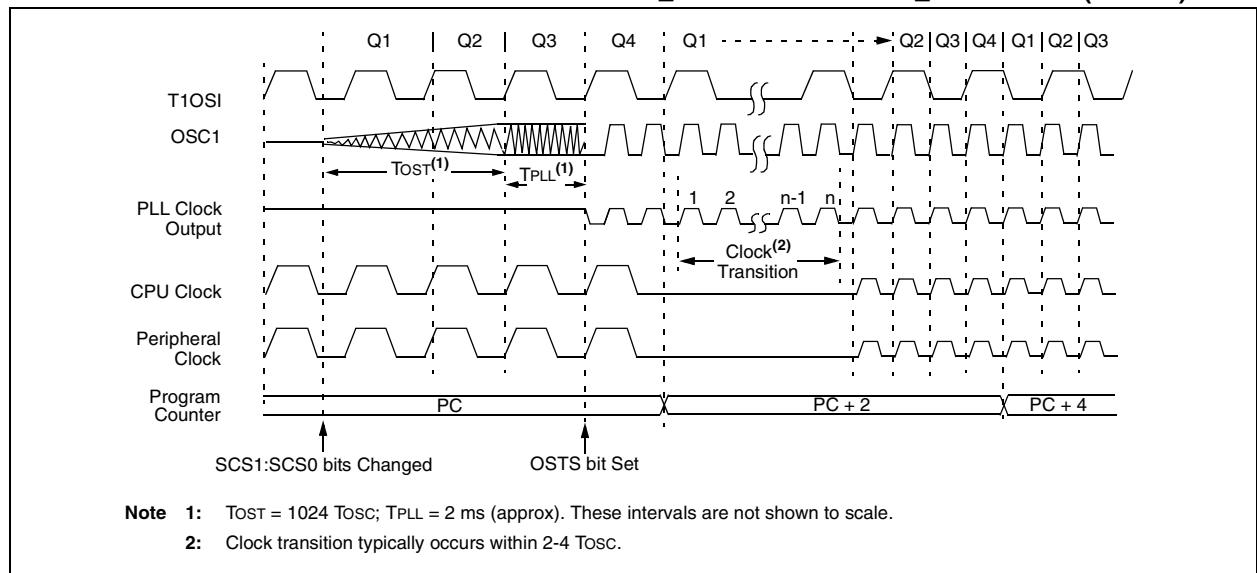 Q1 Q2 Q3 Q4 Q1 Q2 Q3 Q4 Q1 Q2 Q3
T1OSI
OSC1
TOST(1) TPLL(1)
1 2 n-1 n
PLL Clock
Output
Clock(2)
Transition
CPU Clock
Peripheral
Clock
Program
Counter
PC PC + 2 PC + 4
SCS1:SCS0 bits Changed OSTS bit Set
Note 1: TOST = 1024 TOSC; TPLL = 2 ms (approx). These intervals are not shown to scale.
2: Clock transition typically occurs within 2-4 TOSC.